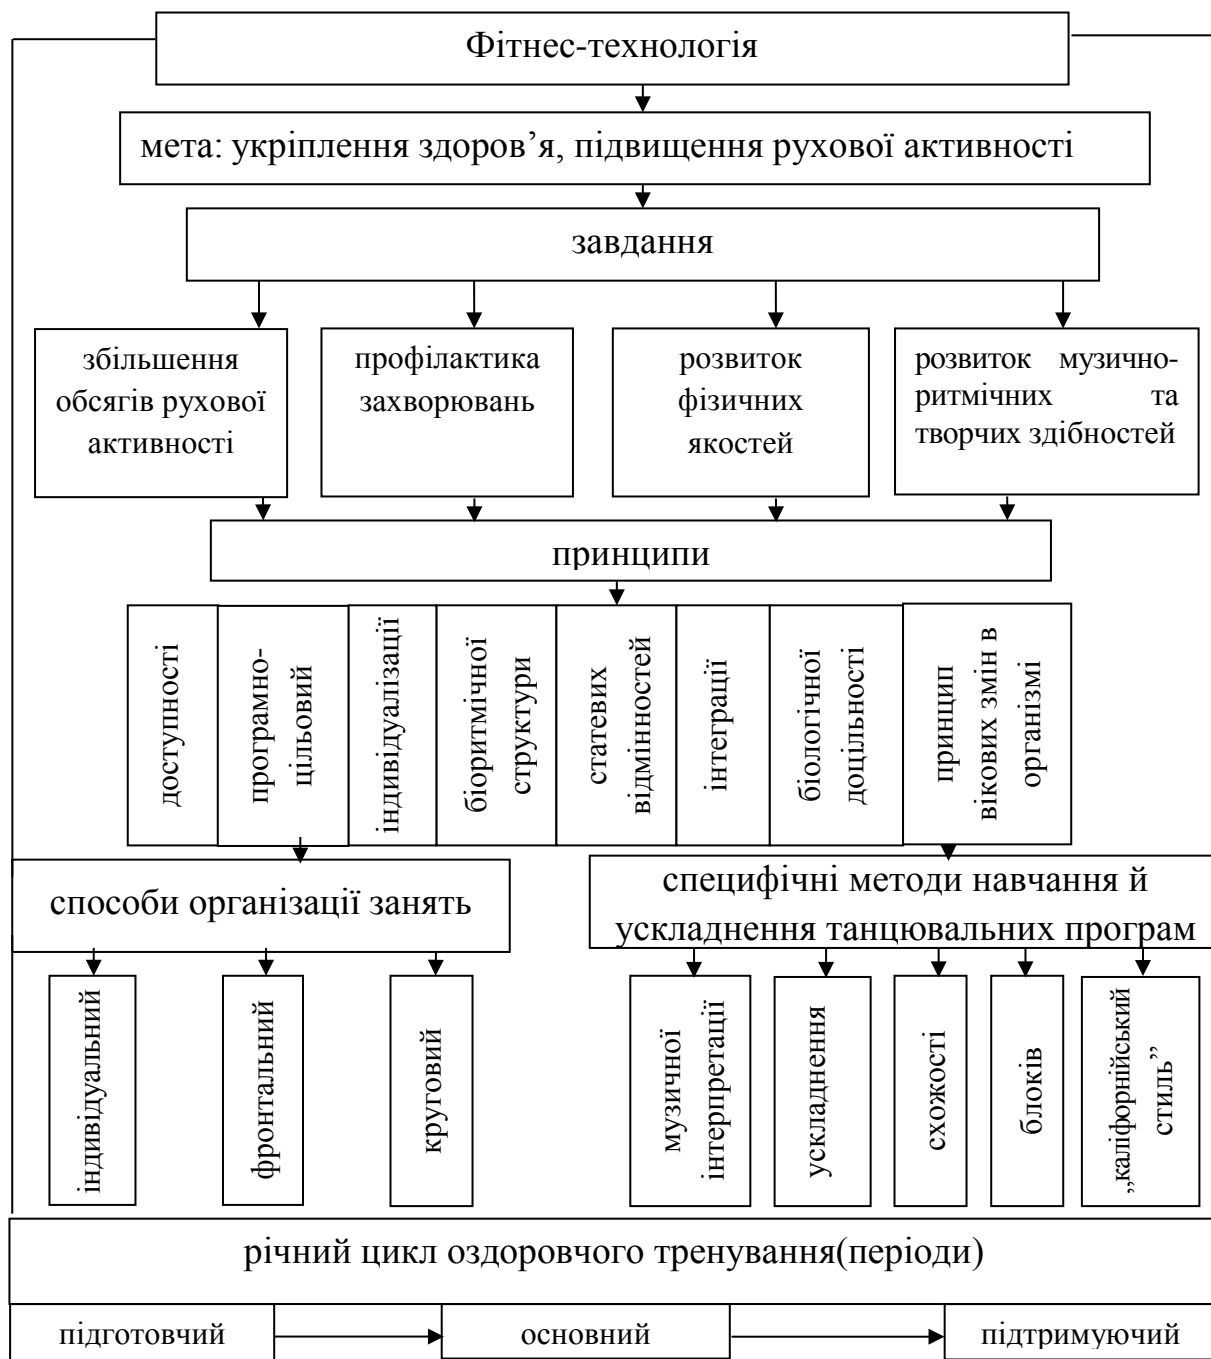 Фітнес-технологія
мета: укріплення здоров’я, підвищення рухової активності
завдання
збільшення
обсягів рухової
активності
профілактика
захворювань
розвиток
фізичних
якостей
розвиток музично-
ритмічних та
творчих здібностей
принципи
доступності
програмно-
цільовий
індивідуалізації
біоритмічної
структури
статевих
відмінностей
інтеграції
біологічної
доцільності
принцип
вікових змін в
організмі
способи організації занять
специфічні методи навчання й
ускладнення танцювальних програм
індивідуальний
фронтальний
круговий
музичної
інтерпретації
ускладнення
схожості
блоків
„каліфорнійський
стиль”
річний цикл оздоровчого тренування(періоди)
підготовчий
основний
підтримуючий